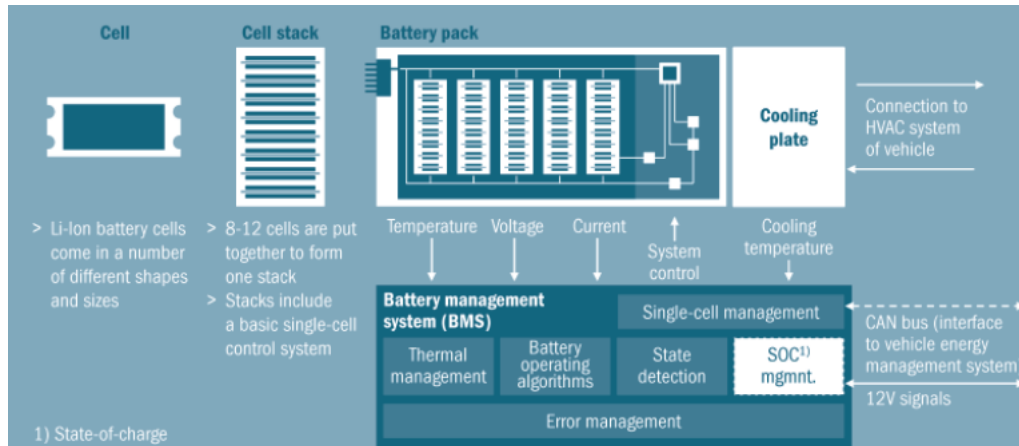 Cell
Cell stack
Battery pack
Cooling
plate
Connection to
HVAC system
of vehicle
> Li-Ion battery cells
come in a number
of different shapes
and sizes
> 8-12 cells are put
together to form
one stack
> Stacks include
a basic single-cell
control system
Temperature
Voltage
Current
System
control
Cooling
temperature
Battery management
system (BMS)
Single-cell management
Thermal
management
Battery
operating
algorithms
State
detection
SOC1)
mgmnt.
Error management
CAN bus (interface
to vehicle energy
management system
12V signals
1) State-of-charge